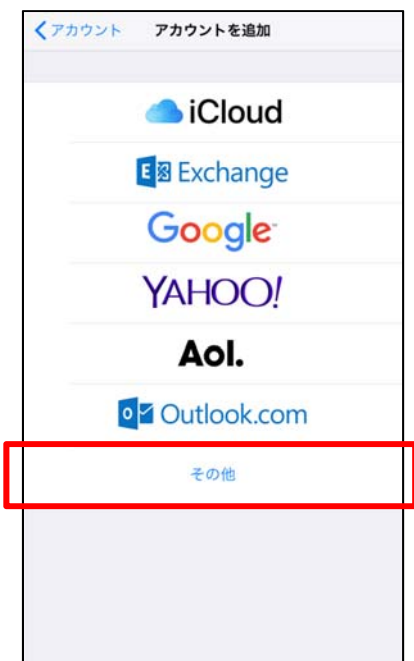 アカウント アカウントを追加
iCloud
E Exchange
Google™
YAHOO!
Aol.
o Outlook.com
その他